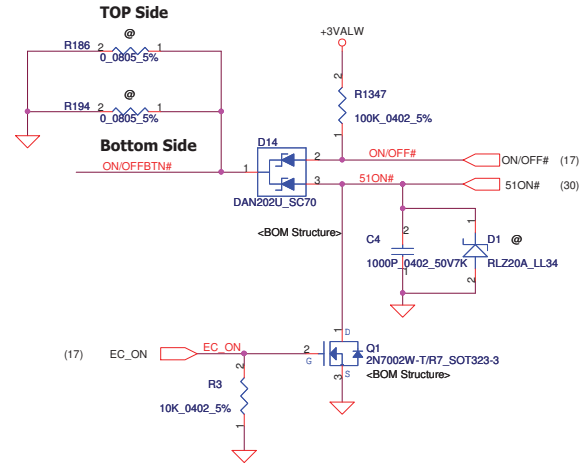 TOP Side
@
R186 2 1
0_0805_5%
@
R194 2 1
0_0805_5%
Bottom Side
ON/OFFBTN#
+3VALW
2
R1347
100K_0402_5%
1
D14
1
2 ON/OFF# ON/OFF# (17)
3 51ON# 51ON# (30)
DAN202U_SC70
<BOM Structure>
2
C4
1000P_0402_50V7K
1
1
D1 @
RLZ20A_LL34
2
1 D
(17) EC_ON EC_ON 2 G
Q1
2N7002W-T/R7_SOT323-3
<BOM Structure>
3 S
2
R3
10K_0402_5%
1